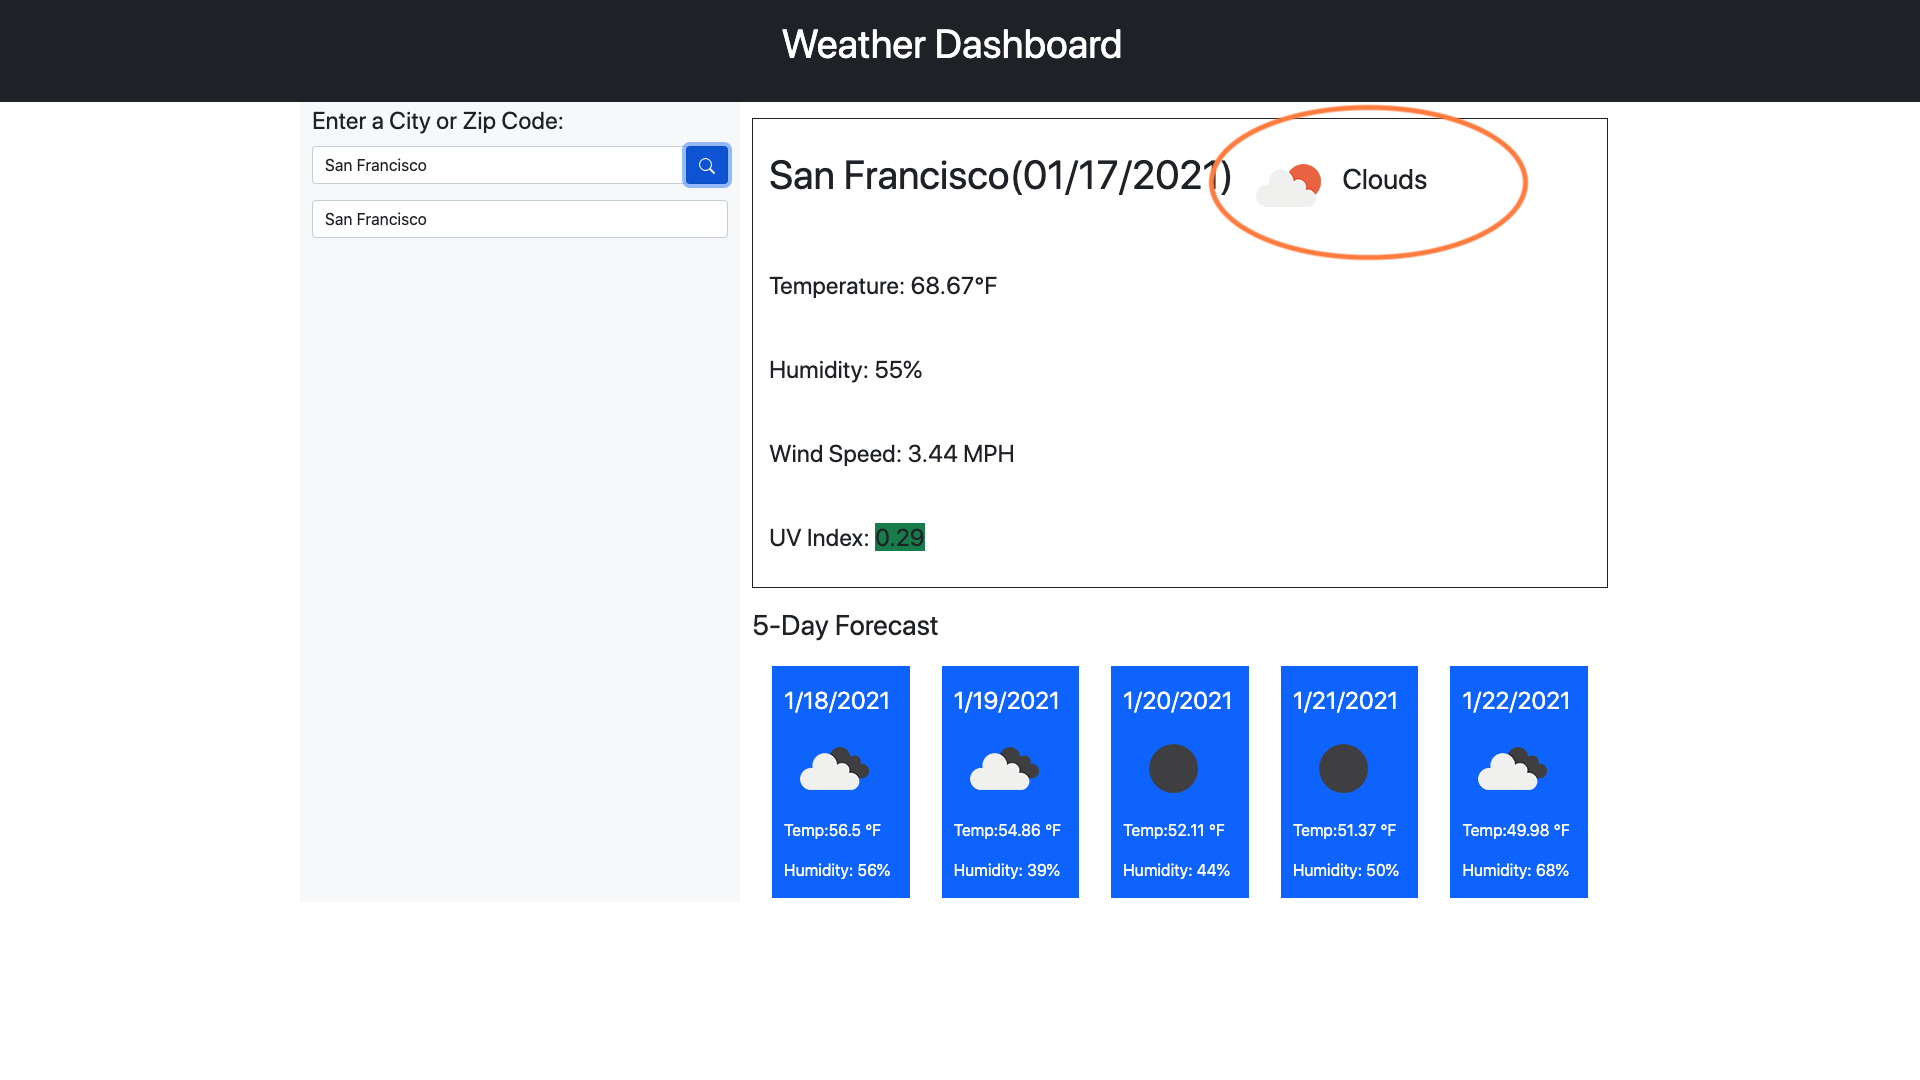 Weather Dashboard
Enter a City or Zip Code:
San Francisco
San Francisco
San Francisco(01/17/2021)
Clouds
Temperature: 68.67°F
Humidity: 55%
Wind Speed: 3.44 MPH
UV Index: 0.29
5-Day Forecast
1/18/2021
Temp:56.5 °F
Humidity: 56%
1/19/2021
Temp:54.86 °F
Humidity: 39%
1/20/2021
Temp:52.11 °F
Humidity: 44%
1/21/2021
Temp:51.37 °F
Humidity: 50%
1/22/2021
Temp:49.98 °F
Humidity: 68%